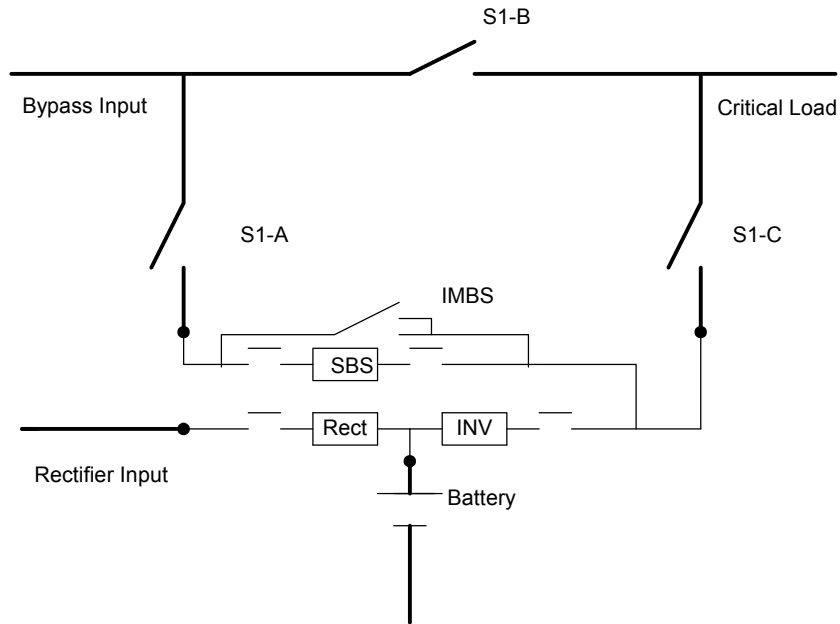 S1-B
Bypass Input
Critical Load
S1-A
S1-C
IMBS
SBS
Rect
INV
Rectifier Input
Battery